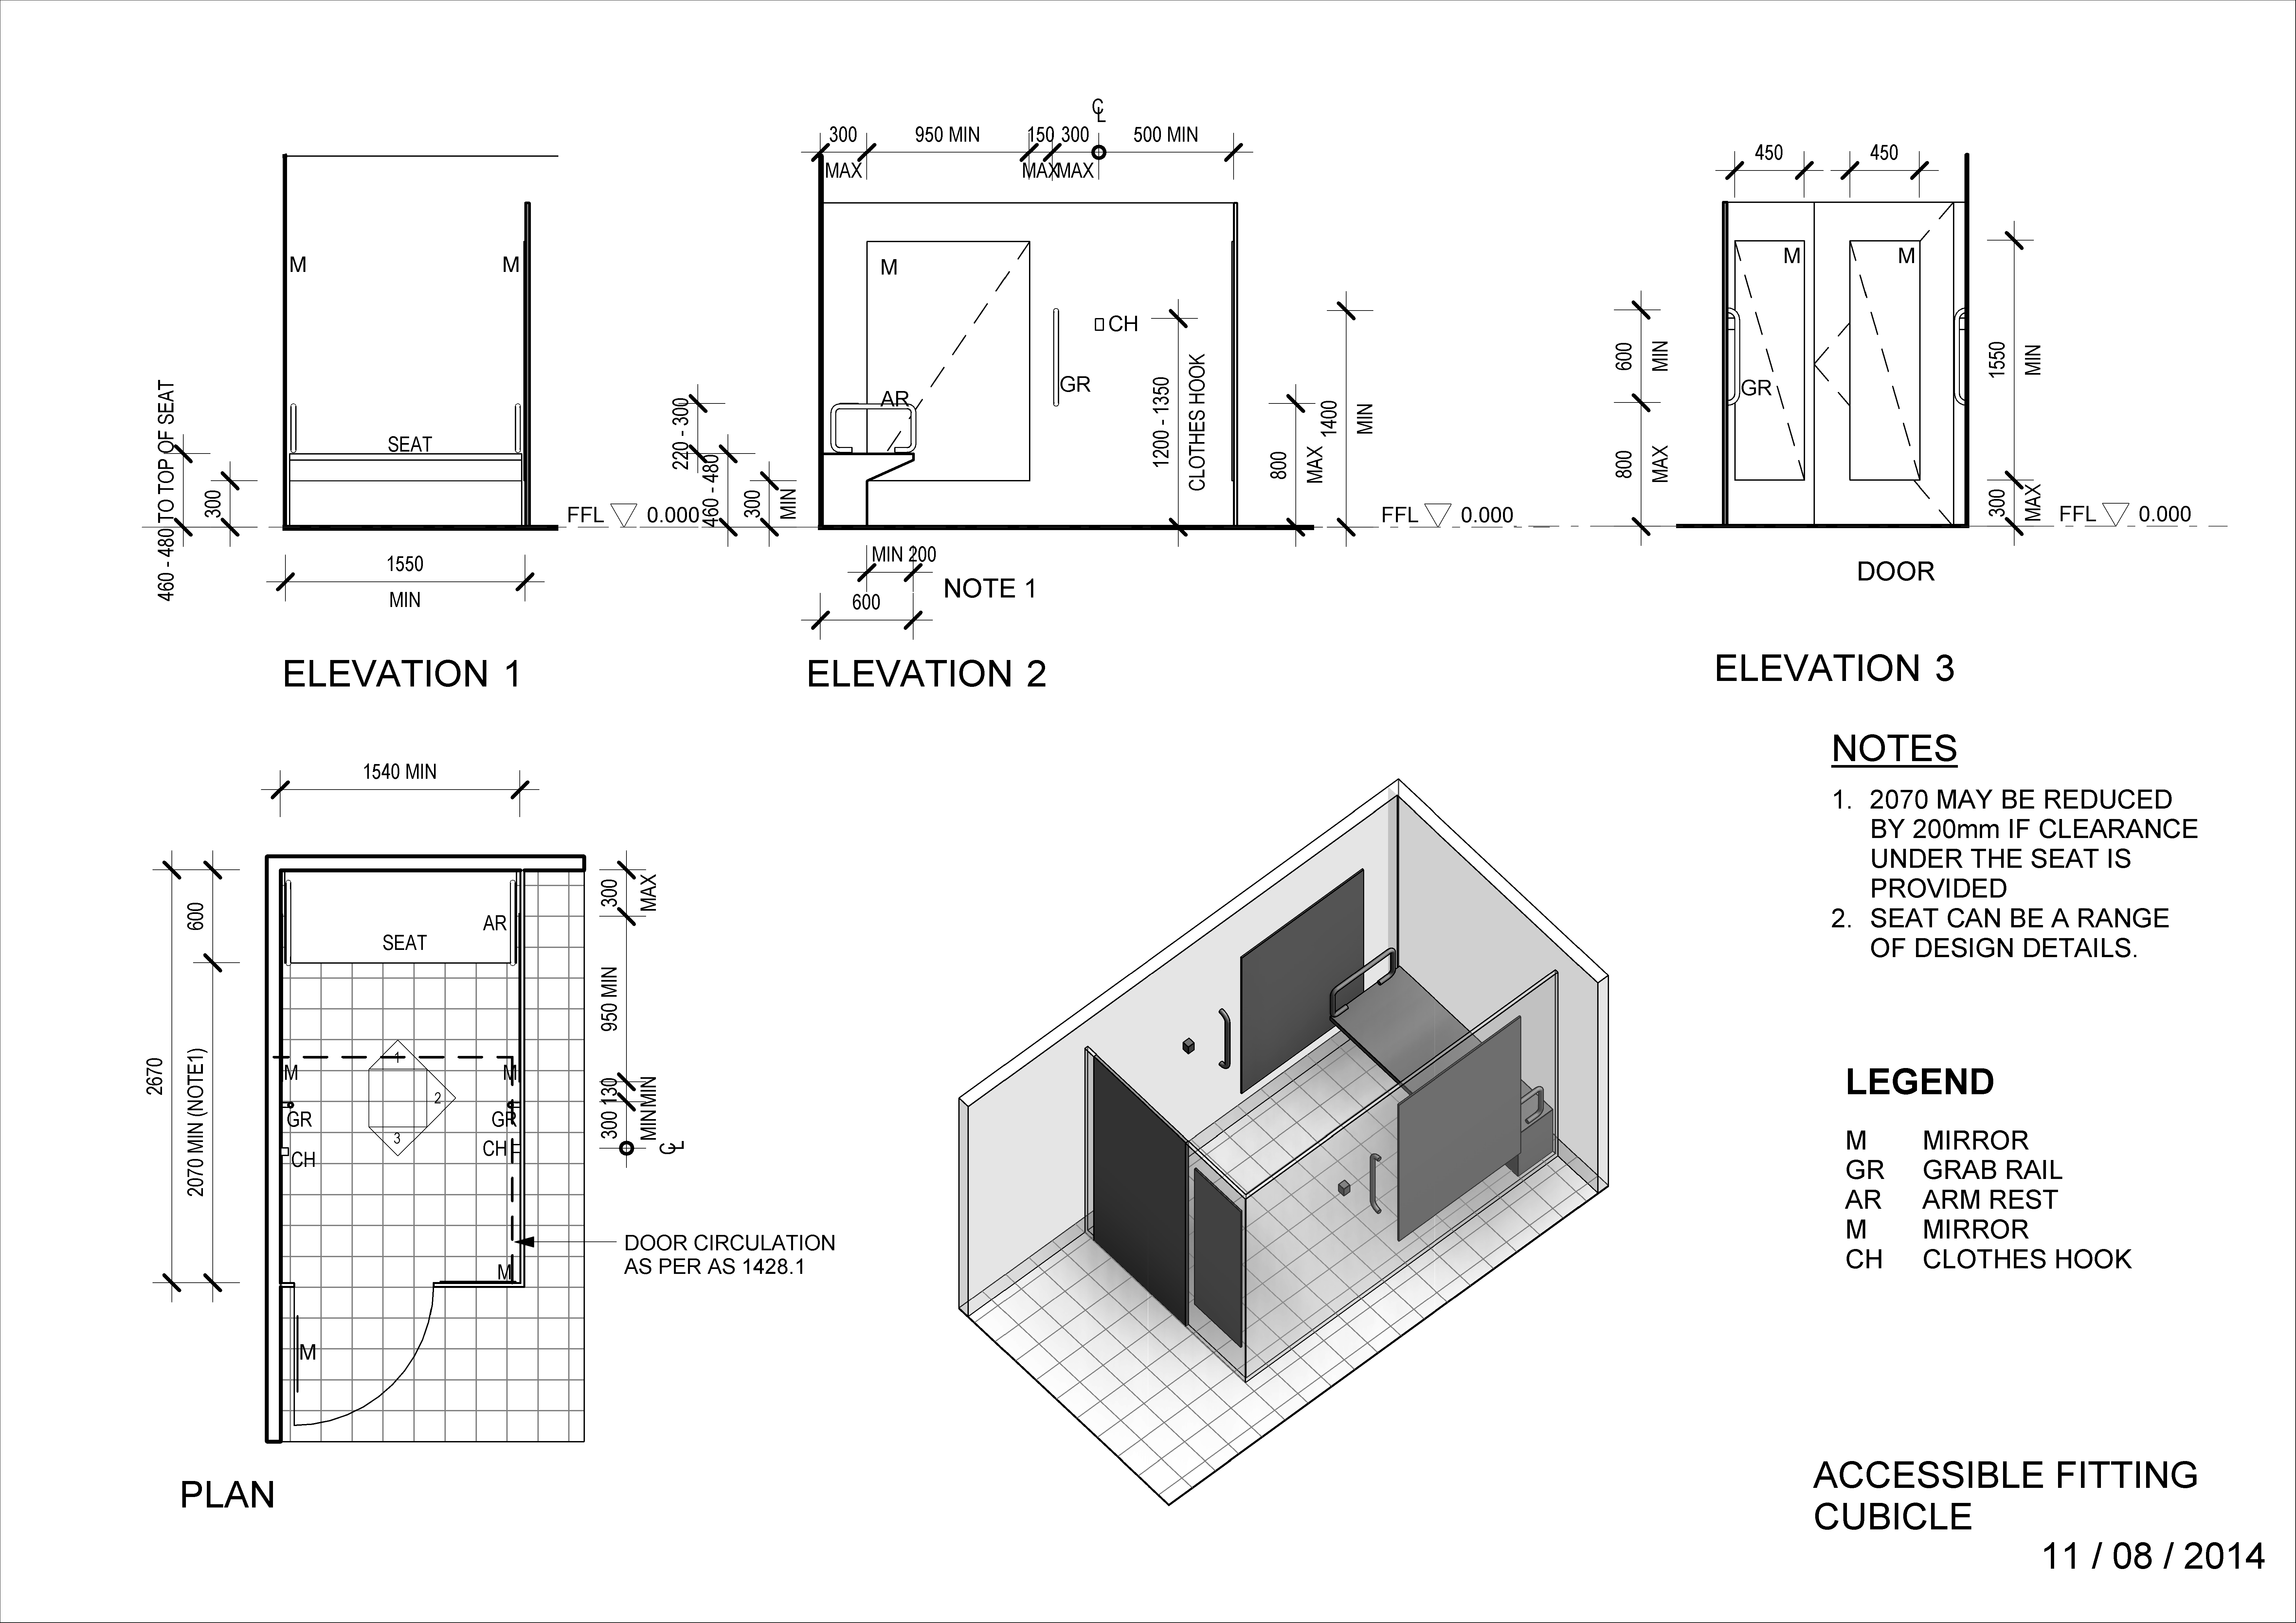 300
950 MIN
150
300
℄
500 MIN
MAX
MAX
MAX
M
M
SEAT
460 - 480 TO TOP OF SEAT
300
1550
MIN
FFL
0.000
ELEVATION 1
M
AR
GR
CH
220 - 300
460 - 480
300
MIN
1200 - 1350
CLOTHES HOOK
800
MAX
1400
MIN
MIN 200
NOTE 1
600
FFL
0.000
ELEVATION 2
450
450
M
M
GR
600
MIN
800
MAX
1550
MIN
300
MAX
FFL
0.000
DOOR
ELEVATION 3
1540 MIN
2670
600
2070 MIN (NOTE1)
AR
SEAT
1
2
3
M
M
GR
GR
CH
CH
M
M
300
MAX
950 MIN
130
MIN
300
MIN
℄
DOOR CIRCULATION
AS PER AS 1428.1
PLAN
NOTES
1. 2070 MAY BE REDUCED
BY 200mm IF CLEARANCE
UNDER THE SEAT IS
PROVIDED
2. SEAT CAN BE A RANGE
OF DESIGN DETAILS.
LEGEND
M MIRROR
GR GRAB RAIL
AR ARM REST
M MIRROR
CH CLOTHES HOOK
ACCESSIBLE FITTING
CUBICLE
11 / 08 / 2014